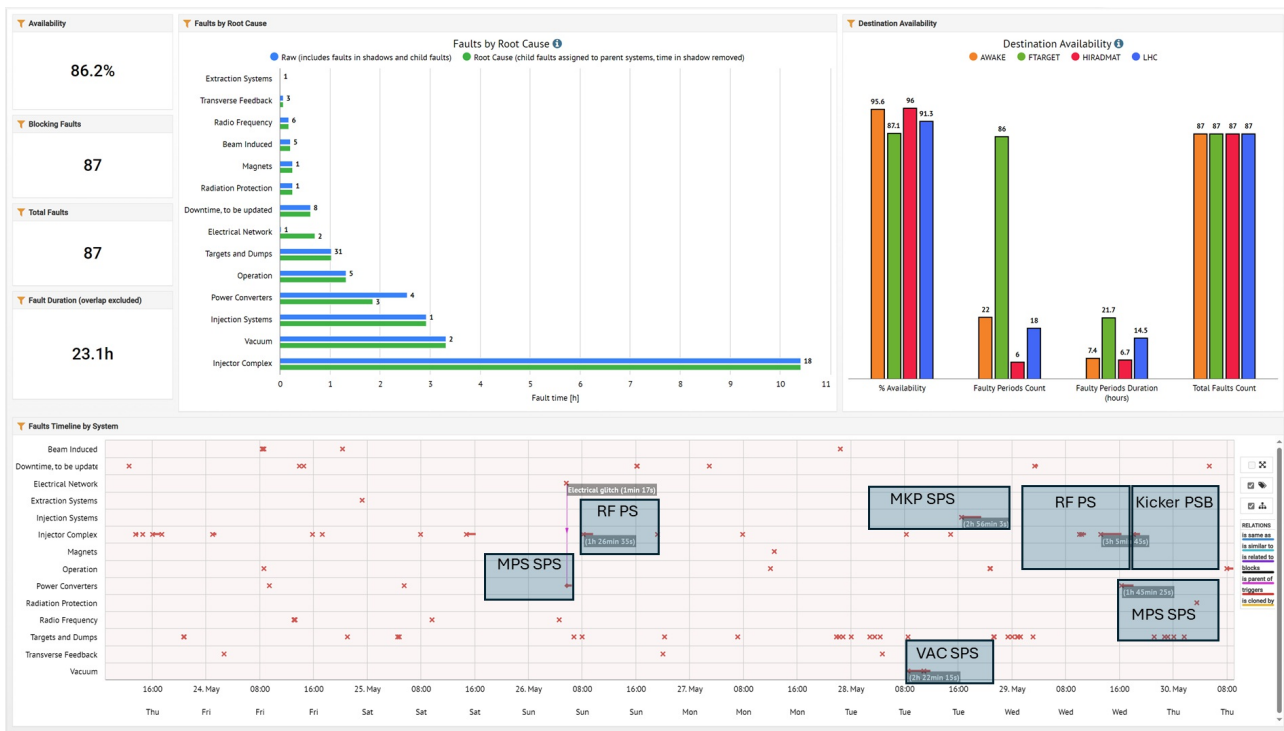 Availability
86.2%
Blocking Faults
87
Total Faults
87
Fault Duration (overlap excluded)
23.1h
Faults by Root Cause
Faults by Root Cause
Raw (includes faults in shadows and child faults) Root Cause (child faults assigned to parent systems, time in shadow removed)
Extraction Systems 1
Transverse Feedback 3
Radio Frequency 6
Beam Induced 5
Magnets 1
Radiation Protection 1
Downtime, to be updated 8
Electrical Network 1 2
Targets and Dumps 31
Operation 5
Power Converters 4 3
Injection Systems 1
Vacuum 2
Injector Complex 18
0 1 2 3 4 5 6 7 8 9 10 11
Fault time [h]
Destination Availability
Destination Availability
AWAKE FTARGET HIRADMAT LHC
95.6 87.1 96 91.3
22 86 6 18
7.4 21.7 6.7 14.5
87 87 87 87
% Availability Faulty Periods Count Faulty Periods Duration (hours) Total Faults Count
Faults Timeline by System
Beam Induced
Downtime, to be update
Electrical Network
Extraction Systems
Injection Systems
Injector Complex
Magnets
Operation
Power Converters
Radiation Protection
Radio Frequency
Targets and Dumps
Transverse Feedback
Vacuum
Electrical glitch (1min 17s)
RF PS
(1h 26min 35s)
MPS SPS
MKP SPS
(2h 56min 3s)
RF PS
(3h 5min 45s)
Kicker PSB
(1h 45min 25s)
MPS SPS
VAC SPS
(2h 22min 15s)
16:00 24. May 08:00 16:00 25. May 08:00 16:00 26. May 08:00 16:00 27. May 08:00 16:00 28. May 08:00 16:00 29. May 08:00 16:00 30. May 08:00
Thu Fri Fri Fri Sat Sat Sat Sun Sun Sun Mon Mon Mon Tue Tue Tue Wed Wed Wed Thu Thu
RELATIONS
is same as
is similar to
is related to
blocks
is parent of
triggers
is cloned by